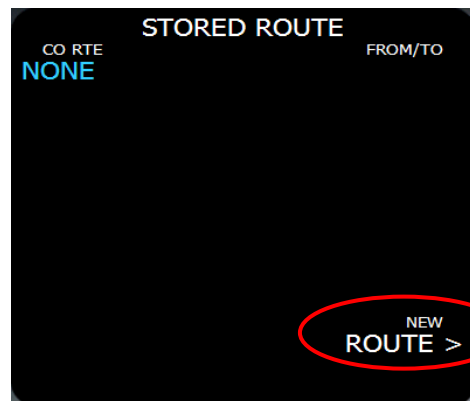 STORED ROUTE
CO RTE FROM/TO
NONE
NEW
ROUTE >